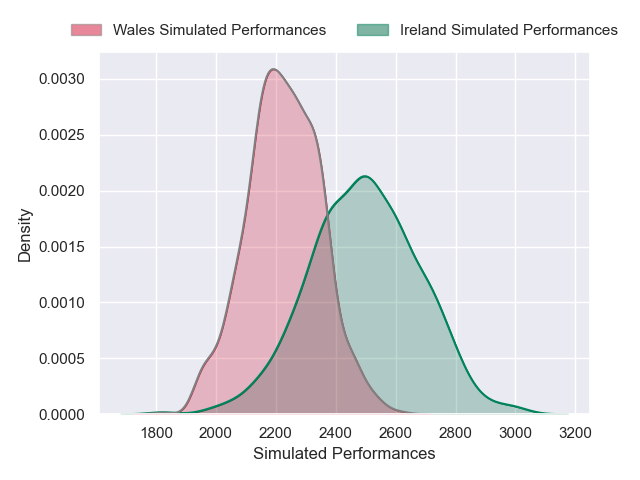 Wales Simulated Performances Ireland Simulated Performances
0.0030
0.0025
0.0020
0.0015
0.0010
0.0005
0.0000
Density
1800 2000 2200 2400 2600 2800 3000 3200
Simulated Performances